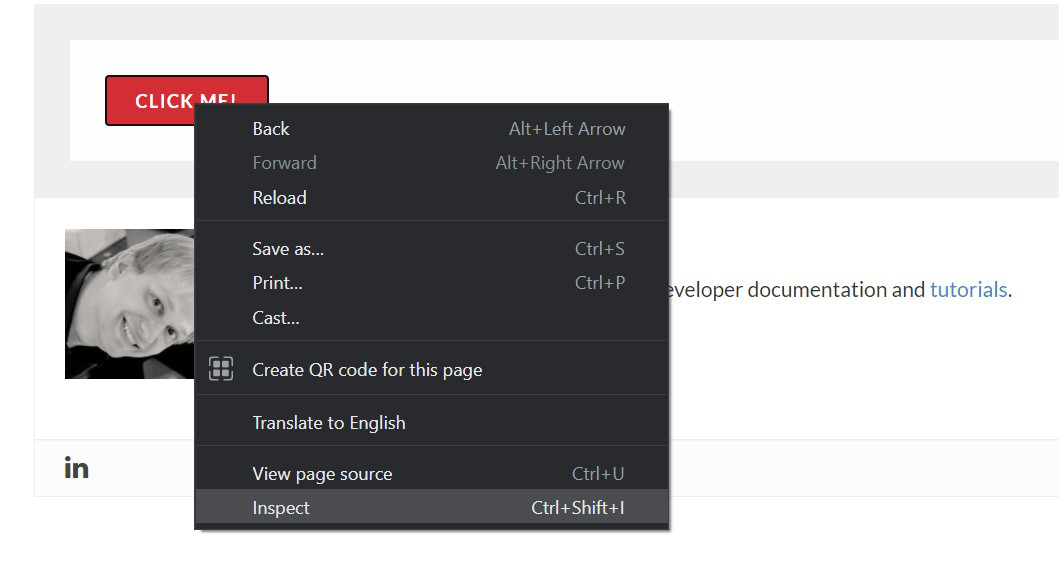 CLICK ME!
Back Alt+Left Arrow
Forward Alt+Right Arrow
Reload Ctrl+R
Save as... Ctrl+S
Print... Ctrl+P
eveloper documentation and tutorials.
Cast...
Create QR code for this page
Translate to English
View page source Ctrl+U
in
Inspect Ctrl+Shift+I